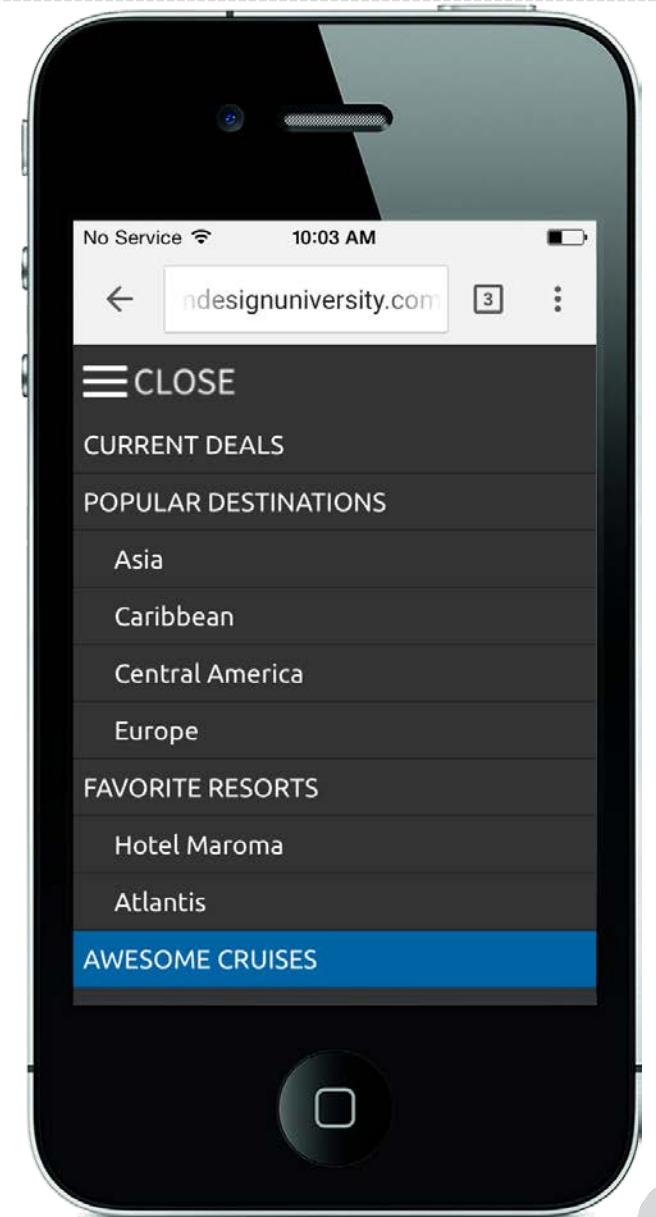 No Service 10:03 AM
ndesignuniversity.com 3
CLOSE
CURRENT DEALS
POPULAR DESTINATIONS
Asia
Caribbean
Central America
Europe
FAVORITE RESORTS
Hotel Maroma
Atlantis
AWESOME CRUISES